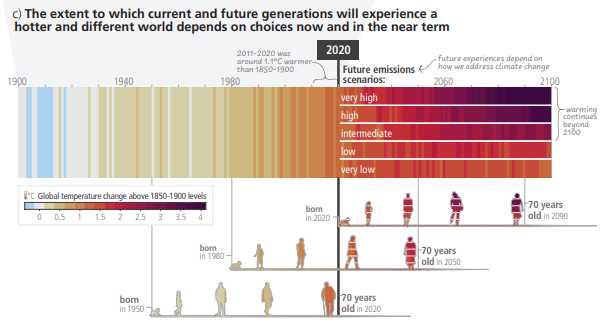 c) The extent to which current and future generations will experience a
hotter and different world depends on choices now and in the near term
2011–2020 was
around 1.1°C warmer
than 1850–1900
2020
future experiences depend on
how we address climate change
Future emissions
scenarios:
1900
1940
1980
2060
2100
very high
high
intermediate
low
very low
warming
continues
beyond
2100
°C Global temperature change above 1850-1900 levels
0 0.5 1 1.5 2 2.5 3 3.5 4
born
in 2020
70 years
old in 2090
born
in 1980
70 years
old in 2050
born
in 1950
70 years
old in 2020